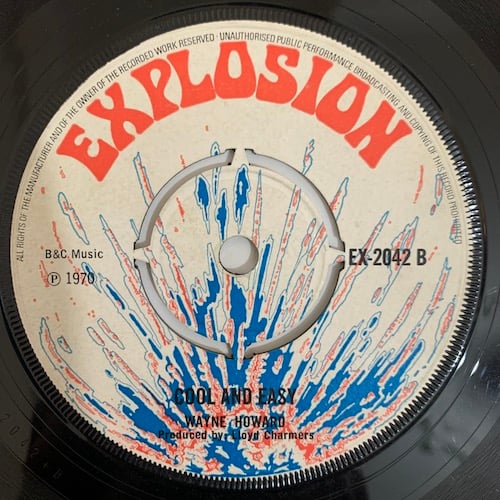 ALL RIGHTS OF THE MANUFACTURER AND OF THE OWNER OF THE RECORDED WORK RESERVED · UNAUTHORISED PUBLIC PERFORMANCE BROADCASTING AND COPYING OF THIS RECORD PROHIBITED
EXPLOSION
B&C Music
℗ 1970
EX-2042 B
COOL AND EASY
WAYNE HOWARD
Produced by: Lloyd Charmers